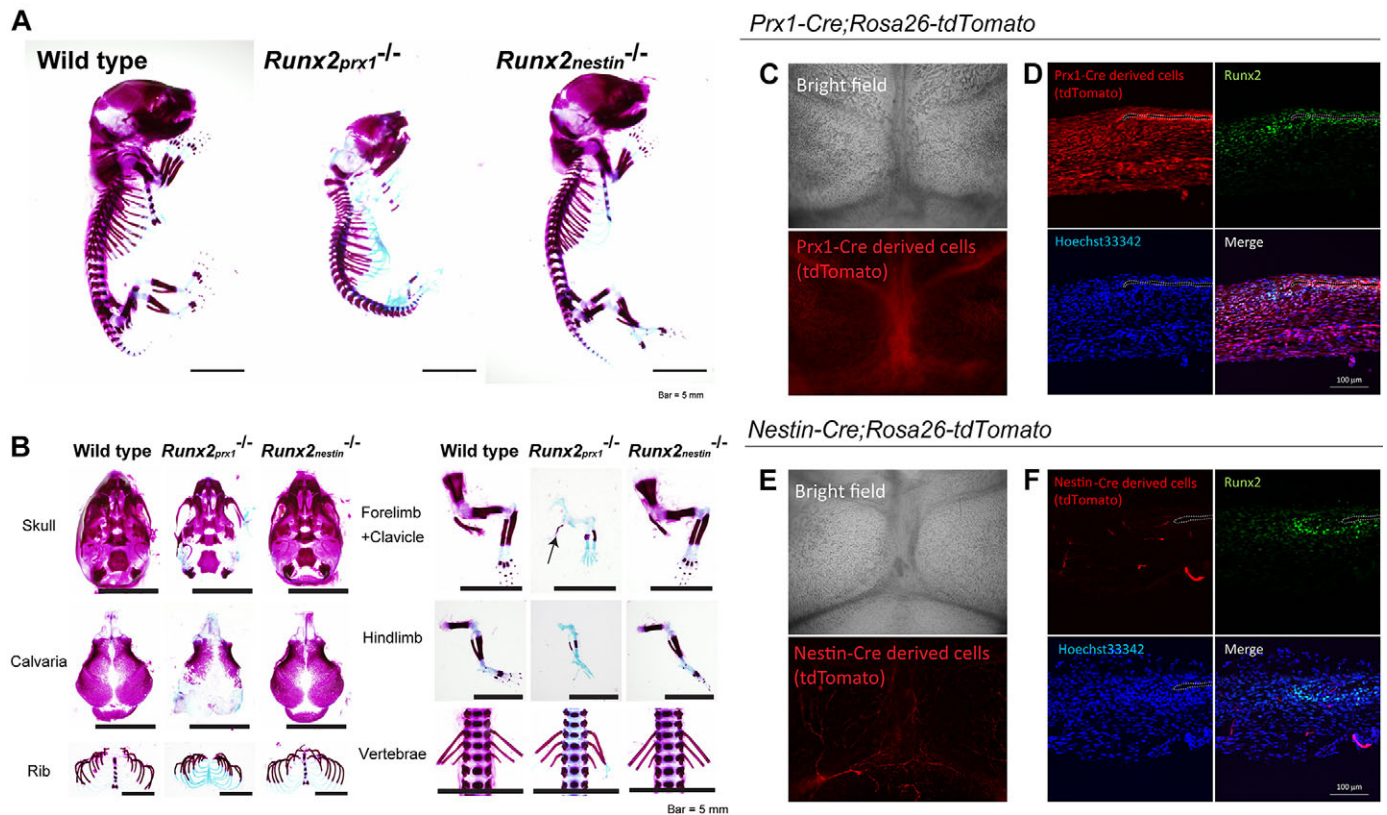 A
Wild type
Runx2prx1-/-
Runx2nestin-/-
Bar = 5 mm
B
Wild type
Runx2prx1-/-
Runx2nestin-/-
Skull
Calvaria
Rib
Wild type
Runx2prx1-/-
Runx2nestin-/-
Forelimb
+Clavicle
Hindlimb
Vertebrae
Bar = 5 mm
Prx1-Cre;Rosa26-tdTomato
C
Bright field
Prx1-Cre derived cells
(tdTomato)
D
Prx1-Cre derived cells
(tdTomato)
Runx2
Hoechst33342
Merge
100 μm
Nestin-Cre;Rosa26-tdTomato
E
Bright field
Nestin-Cre derived cells
(tdTomato)
F
Nestin-Cre derived cells
(tdTomato)
Runx2
Hoechst33342
Merge
100 μm